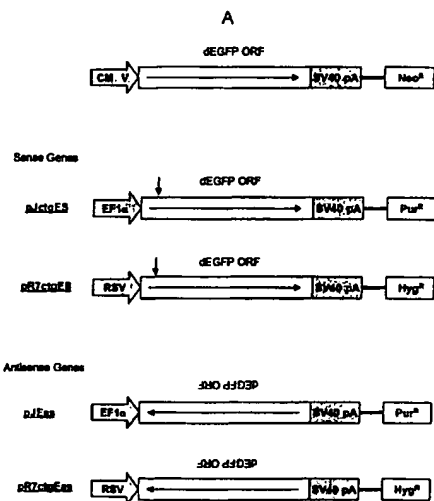 A
dEGFP ORF
CMV SV40 pA Neo^R
Sense Genes
dEGFP ORF
pJctgES EF1α SV40 pA Pur^R
dEGFP ORF
pR7ctgES RSV SV40 pA Hyg^R
Antisense Genes
dEGFP ORF
pJEas EF1α SV40 pA Pur^R
dEGFP ORF
pR7ctgEas RSV SV40 pA Hyg^R